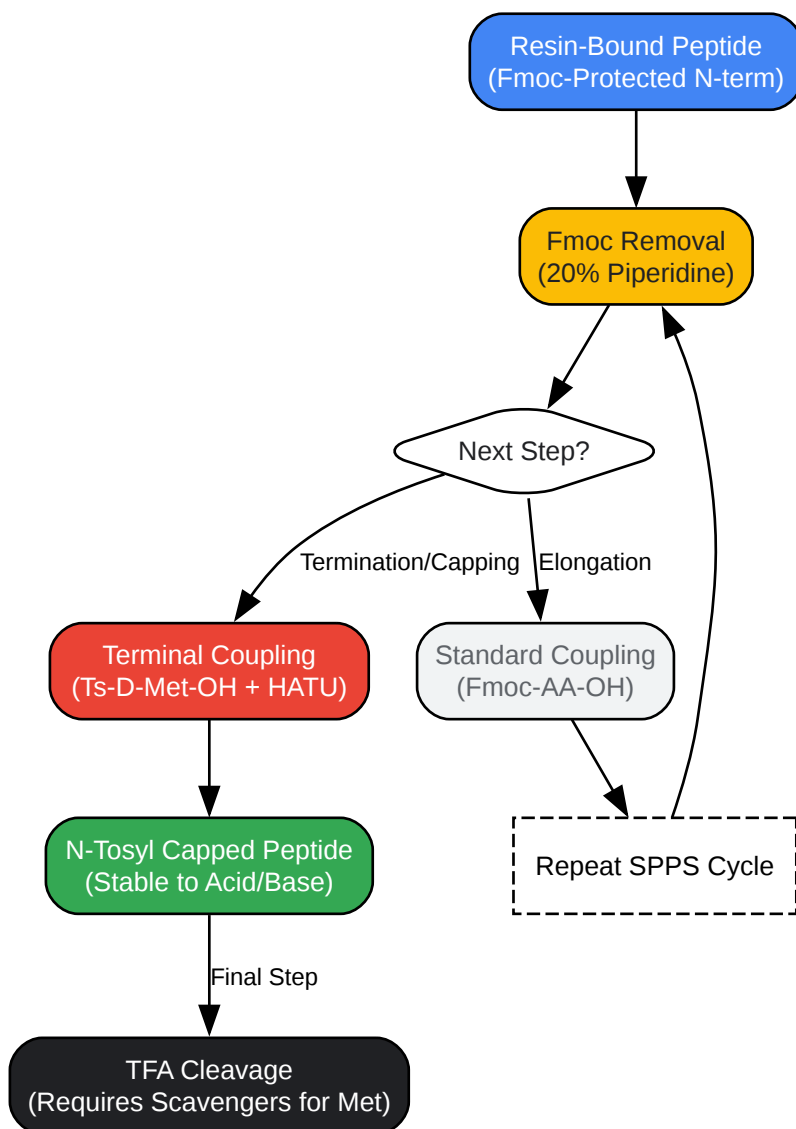 Resin-Bound Peptide
(Fmoc-Protected N-term)
Fmoc Removal
(20% Piperidine)
Next Step?
Termination/Capping
Elongation
Terminal Coupling
(Ts-D-Met-OH + HATU)
Standard Coupling
(Fmoc-AA-OH)
N-Tosyl Capped Peptide
(Stable to Acid/Base)
Repeat SPPS Cycle
Final Step
TFA Cleavage
(Requires Scavengers for Met)